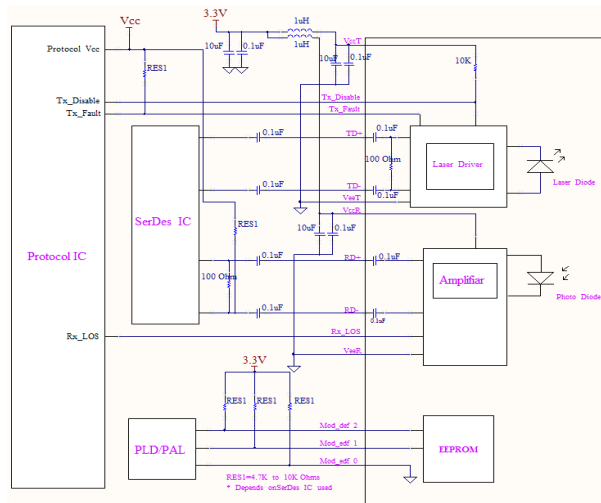 3.3V
Vcc
1uH
1uH
10uF
0.1uF
VccT
Protocol Vcc
RES1
10uF
0.1uF
10K
Tx_Disable
Tx_Disable
Tx_Fault
Tx_Fault
0.1uF
TD+
0.1uF
100 Ohm
Laser Driver
Laser Diode
0.1uF
TD-
0.1uF
VeeT
SerDes IC
RES1
VccR
10uF
0.1uF
Protocol IC
0.1uF
RD+
0.1uF
100 Ohm
Amplifiar
Photo Diode
0.1uF
RD-
0.1uF
Rx_LOS
Rx_LOS
VeeR
3.3V
RES1
RES1
RES1
PLD/PAL
Mod_def 2
Mod_edf 1
Mod_edf 0
EEPROM
RES1=4.7K to 10K Ohms
* Depends onSerDes IC used